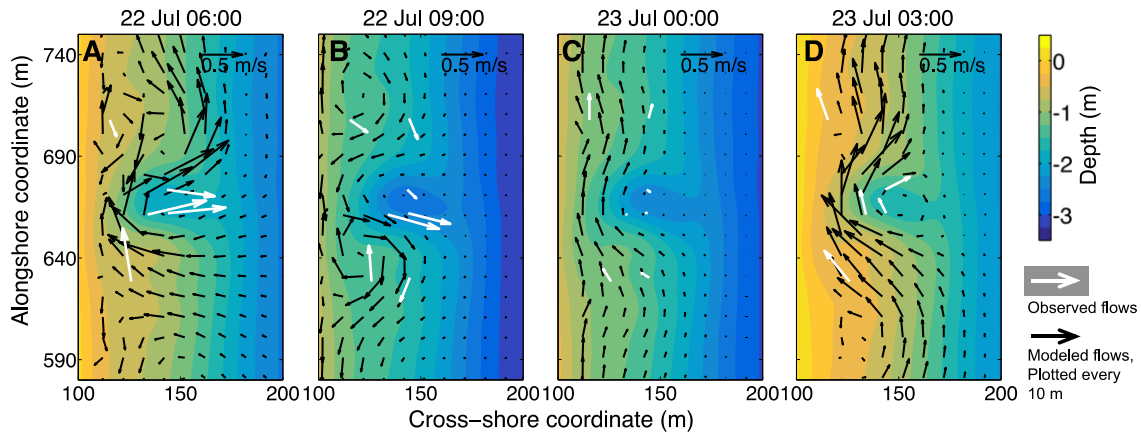 22 Jul 06:00
22 Jul 09:00
23 Jul 00:00
23 Jul 03:00
A
B
C
D
0.5 m/s
0.5 m/s
0.5 m/s
0.5 m/s
Alongshore coordinate (m)
740
690
640
590
100
150
200
100
150
200
100
150
200
100
150
200
Cross−shore coordinate (m)
0
−1
−2
−3
Depth (m)
Observed flows
Modeled flows,
Plotted every
10 m